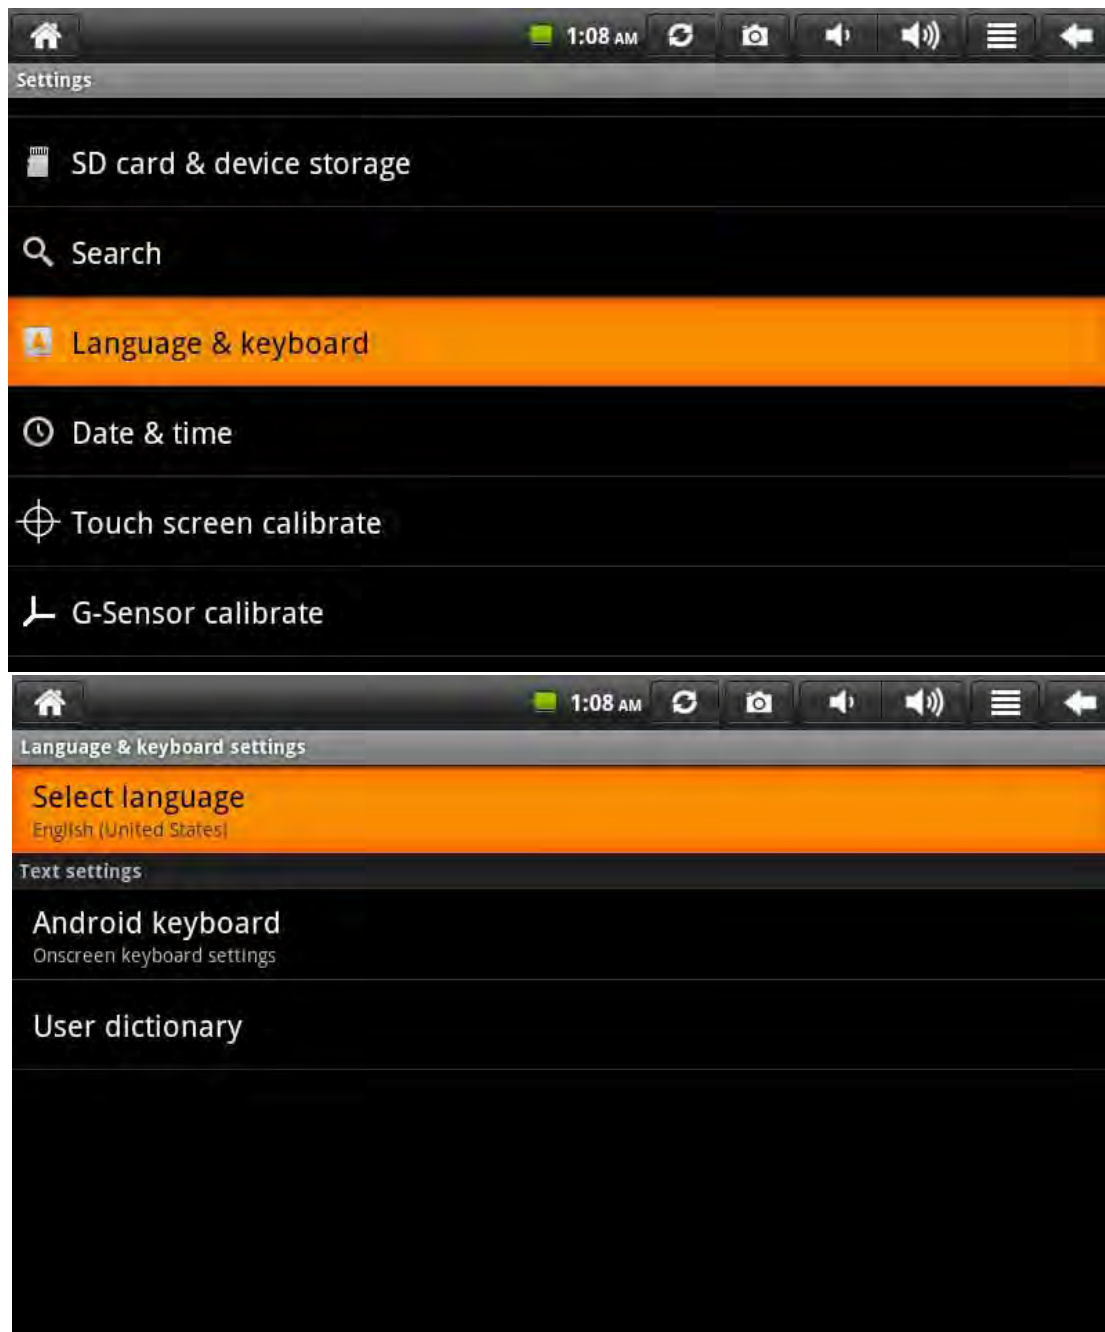 1:08 AM
Settings
SD card & device storage
Search
Language & keyboard
Date & time
Touch screen calibrate
G-Sensor calibrate
1:08 AM
Language & keyboard settings
Select language
English (United States)
Text settings
Android keyboard
Onscreen keyboard settings
User dictionary